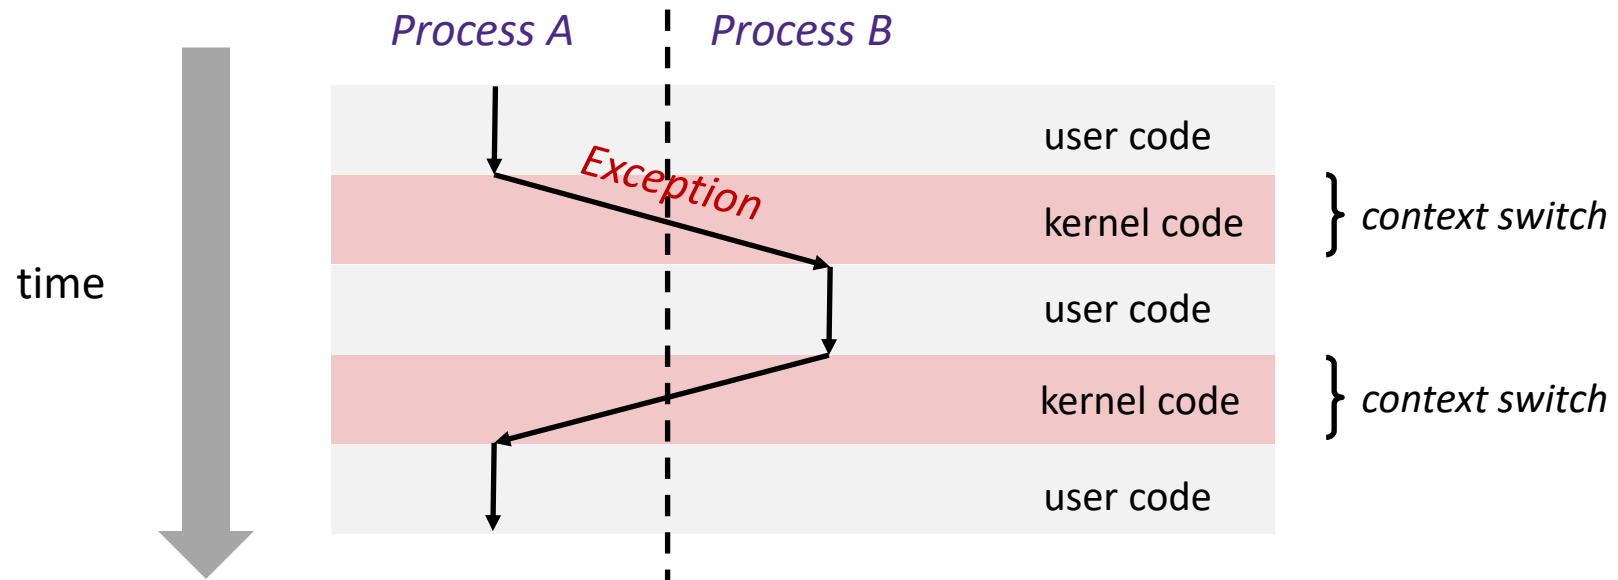 Process A
Process B
user code
Exception
kernel code
context switch
time
user code
kernel code
context switch
user code